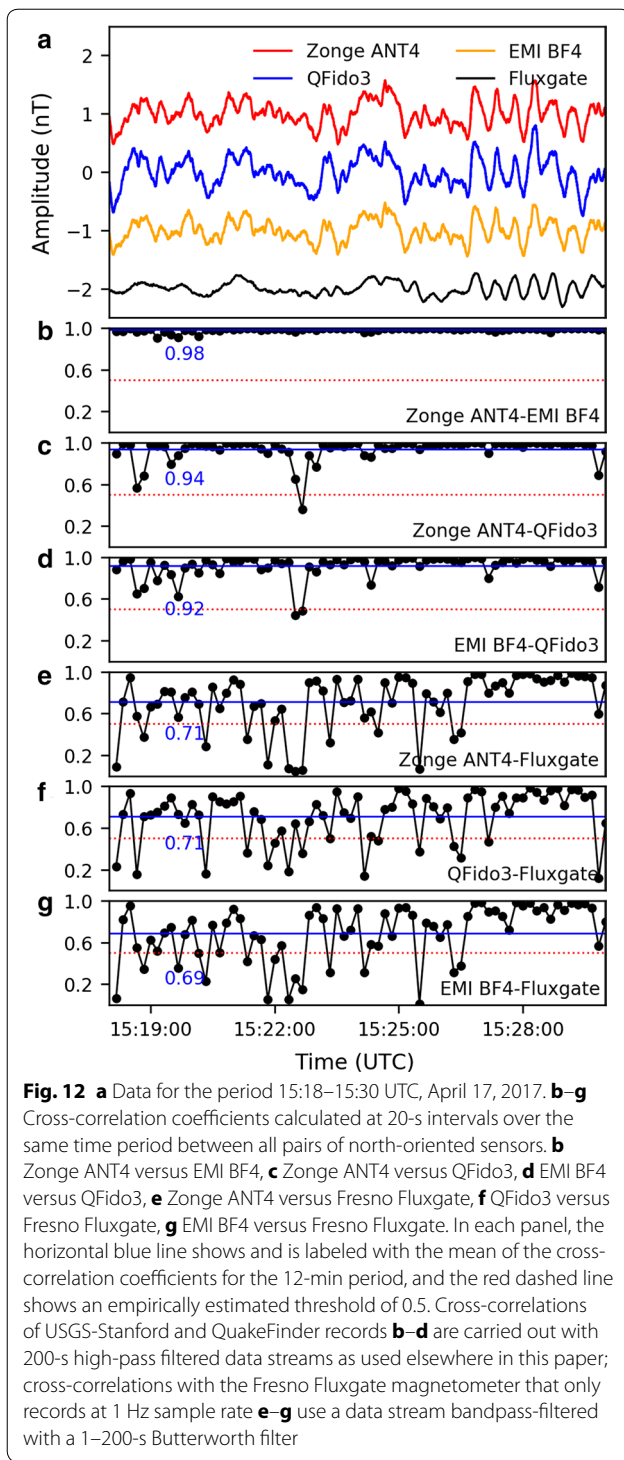 a
2
1
0
−1
−2
Amplitude (nT)
Zonge ANT4
EMI BF4
QFido3
Fluxgate
b
1.0
0.6
0.2
0.98
Zonge ANT4-EMI BF4
c
1.0
0.6
0.2
0.94
Zonge ANT4-QFido3
d
1.0
0.6
0.2
0.92
EMI BF4-QFido3
e
1.0
0.6
0.2
0.71
Zonge ANT4-Fluxgate
f
1.0
0.6
0.2
0.71
QFido3-Fluxgate
g
1.0
0.6
0.2
0.69
EMI BF4-Fluxgate
15:19:00 15:22:00 15:25:00 15:28:00
Time (UTC)
Fig. 12 a Data for the period 15:18–15:30 UTC, April 17, 2017. b–g
Cross-correlation coefficients calculated at 20-s intervals over the
same time period between all pairs of north-oriented sensors. b
Zonge ANT4 versus EMI BF4, c Zonge ANT4 versus QFido3, d EMI BF4
versus QFido3, e Zonge ANT4 versus Fresno Fluxgate, f QFido3 versus
Fresno Fluxgate, g EMI BF4 versus Fresno Fluxgate. In each panel, the
horizontal blue line shows and is labeled with the mean of the cross-
correlation coefficients for the 12-min period, and the red dashed line
shows an empirically estimated threshold of 0.5. Cross-correlations
of USGS-Stanford and QuakeFinder records b–d are carried out with
200-s high-pass filtered data streams as used elsewhere in this paper;
cross-correlations with the Fresno Fluxgate magnetometer that only
records at 1 Hz sample rate e–g use a data stream bandpass-filtered
with a 1–200-s Butterworth filter